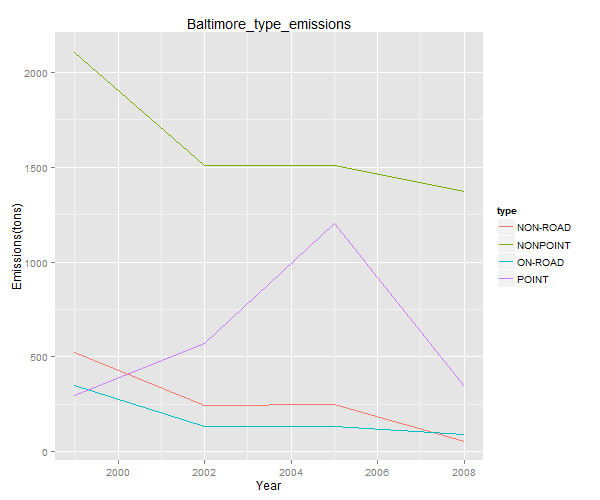 Baltimore_type_emissions
Emissions(tons)
2000
1500
1000
500
0
2000
2002
2004
2006
2008
Year
type
NON-ROAD
NONPOINT
ON-ROAD
POINT